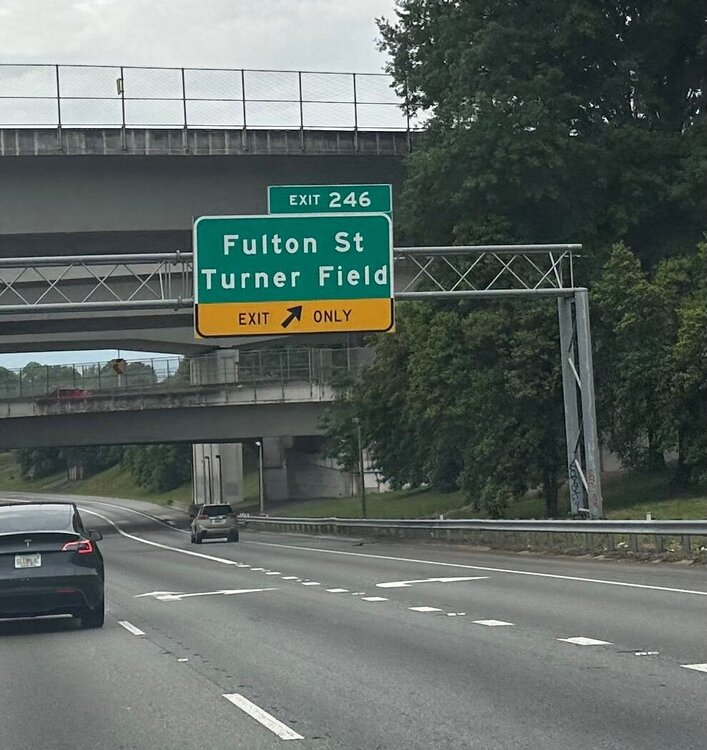 EXIT 246
Fulton St
Turner Field
EXIT ONLY